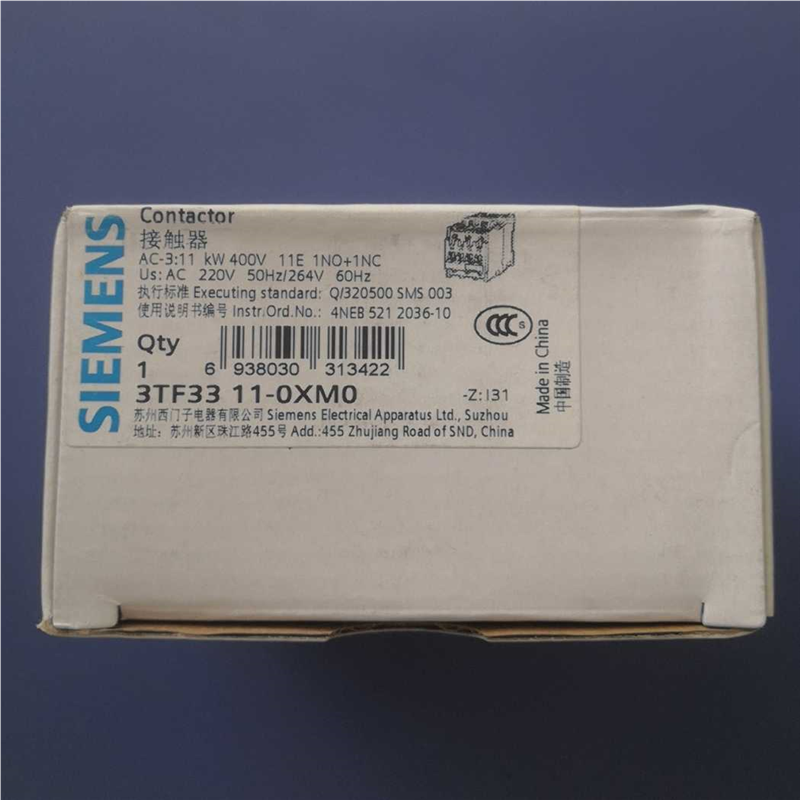 SIEMENS
Contactor
接触器
AC-3:11 kW 400V 11E 1NO+1NC
Us: AC 220V 50Hz/264V 60Hz
执行标准 Executing standard: Q/320500 SMS 003
使用说明书编号 Instr.Ord.No.: 4NEB 521 2036-10
Qty
1
6 938030 313422
3TF33 11-0XM0
-Z: I31
苏州西门子电器有限公司 Siemens Electrical Apparatus Ltd., Suzhou
地址: 苏州新区珠江路455号 Add.:455 Zhujiang Road of SND, China
CCC S
Made in China
中国制造